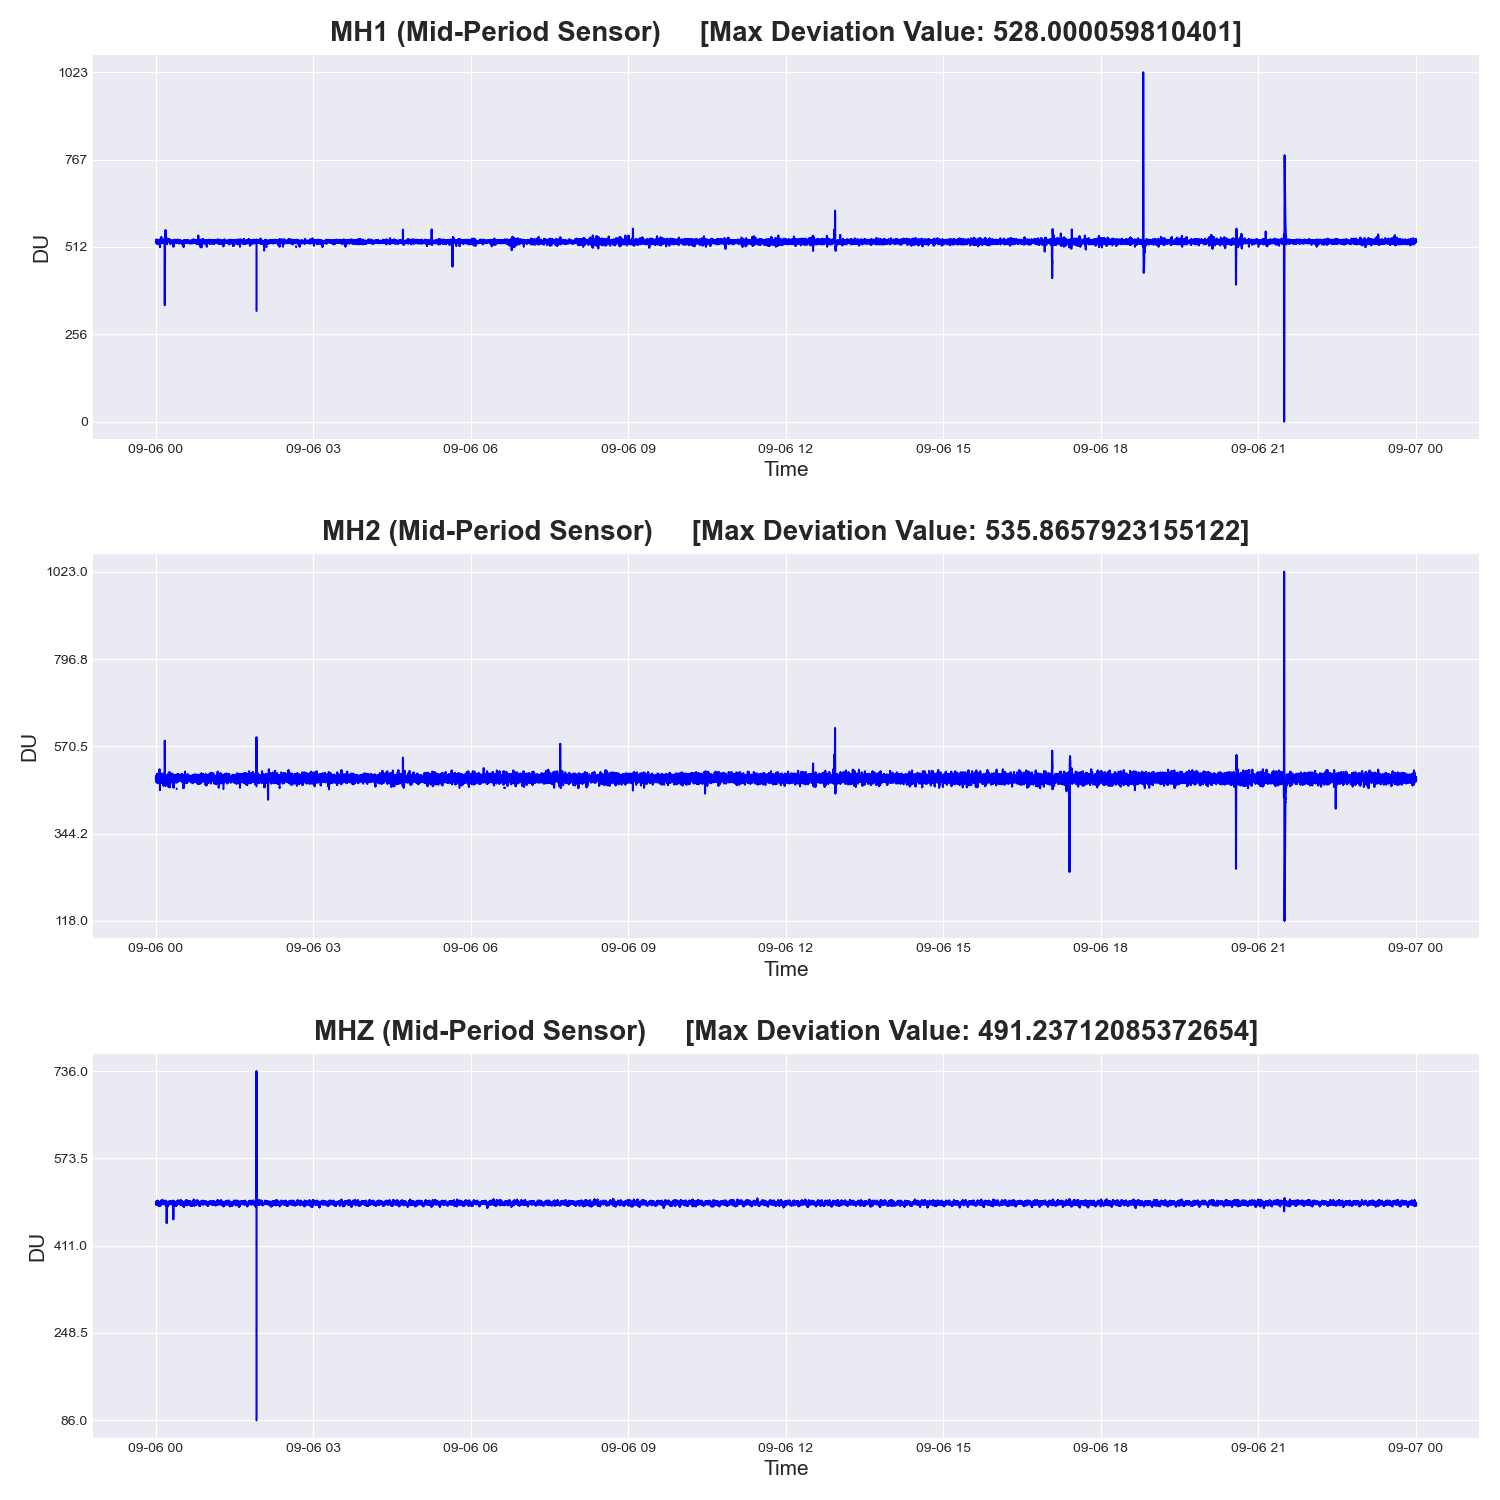 MH1 (Mid-Period Sensor) [Max Deviation Value: 528.000059810401]
1023
767
512
256
0
DU
09-06 00 09-06 03 09-06 06 09-06 09 09-06 12 09-06 15 09-06 18 09-06 21 09-07 00
Time
MH2 (Mid-Period Sensor) [Max Deviation Value: 535.8657923155122]
1023.0
796.8
570.5
344.2
118.0
DU
09-06 00 09-06 03 09-06 06 09-06 09 09-06 12 09-06 15 09-06 18 09-06 21 09-07 00
Time
MHZ (Mid-Period Sensor) [Max Deviation Value: 491.23712085372654]
736.0
573.5
411.0
248.5
86.0
DU
09-06 00 09-06 03 09-06 06 09-06 09 09-06 12 09-06 15 09-06 18 09-06 21 09-07 00
Time